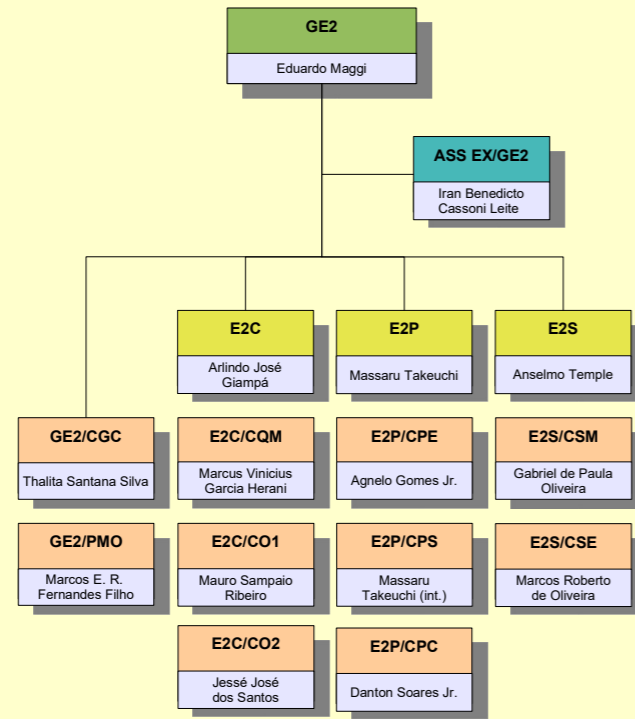 GE2
Eduardo Maggi
ASS EX/GE2
Iran Benedicto
Cassoni Leite
E2C
Arlindo José
Giampá
E2P
Massaru Takeuchi
E2S
Anselmo Temple
GE2/CGC
Thalita Santana Silva
E2C/CQM
Marcus Vinicius
Garcia Herani
E2P/CPE
Agnelo Gomes Jr.
E2S/CSM
Gabriel de Paula
Oliveira
GE2/PMO
Marcos E. R.
Fernandes Filho
E2C/CO1
Mauro Sampaio
Ribeiro
E2P/CPS
Massaru
Takeuchi (int.)
E2S/CSE
Marcos Roberto
de Oliveira
E2C/CO2
Jessé José
dos Santos
E2P/CPC
Danton Soares Jr.